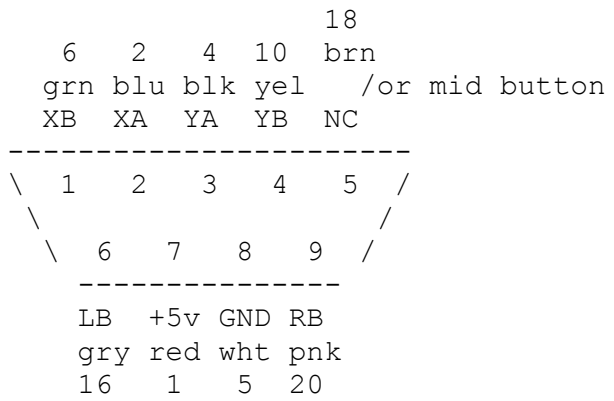 18
6 2 4 10 brn
grn blu blk yel /or mid button
XB XA YA YB NC
-----------------------
\ 1 2 3 4 5 /
\ /
\ 6 7 8 9 /
---------------
LB +5v GND RB
gry red wht pnk
16 1 5 20